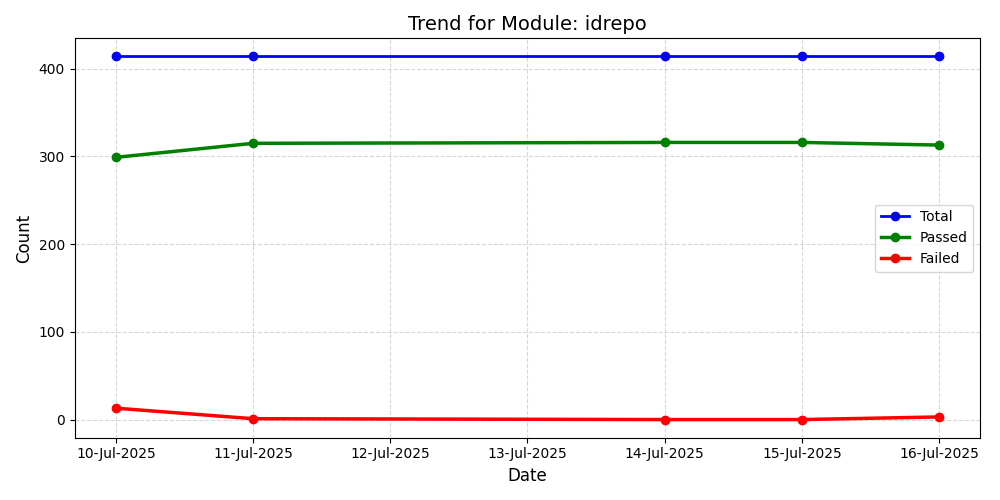 Trend for Module: idrepo
400
300
200
100
0
Count
Total
Passed
Failed
10-Jul-2025
11-Jul-2025
12-Jul-2025
13-Jul-2025
14-Jul-2025
15-Jul-2025
16-Jul-2025
Date